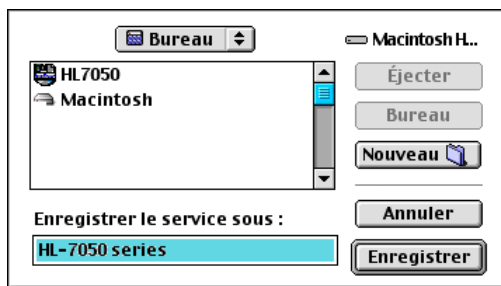 Bureau
Macintosh H...
HL7050
Macintosh
Éjecter
Bureau
Nouveau
Enregistrer le service sous :
HL-7050 series
Annuler
Enregistrer